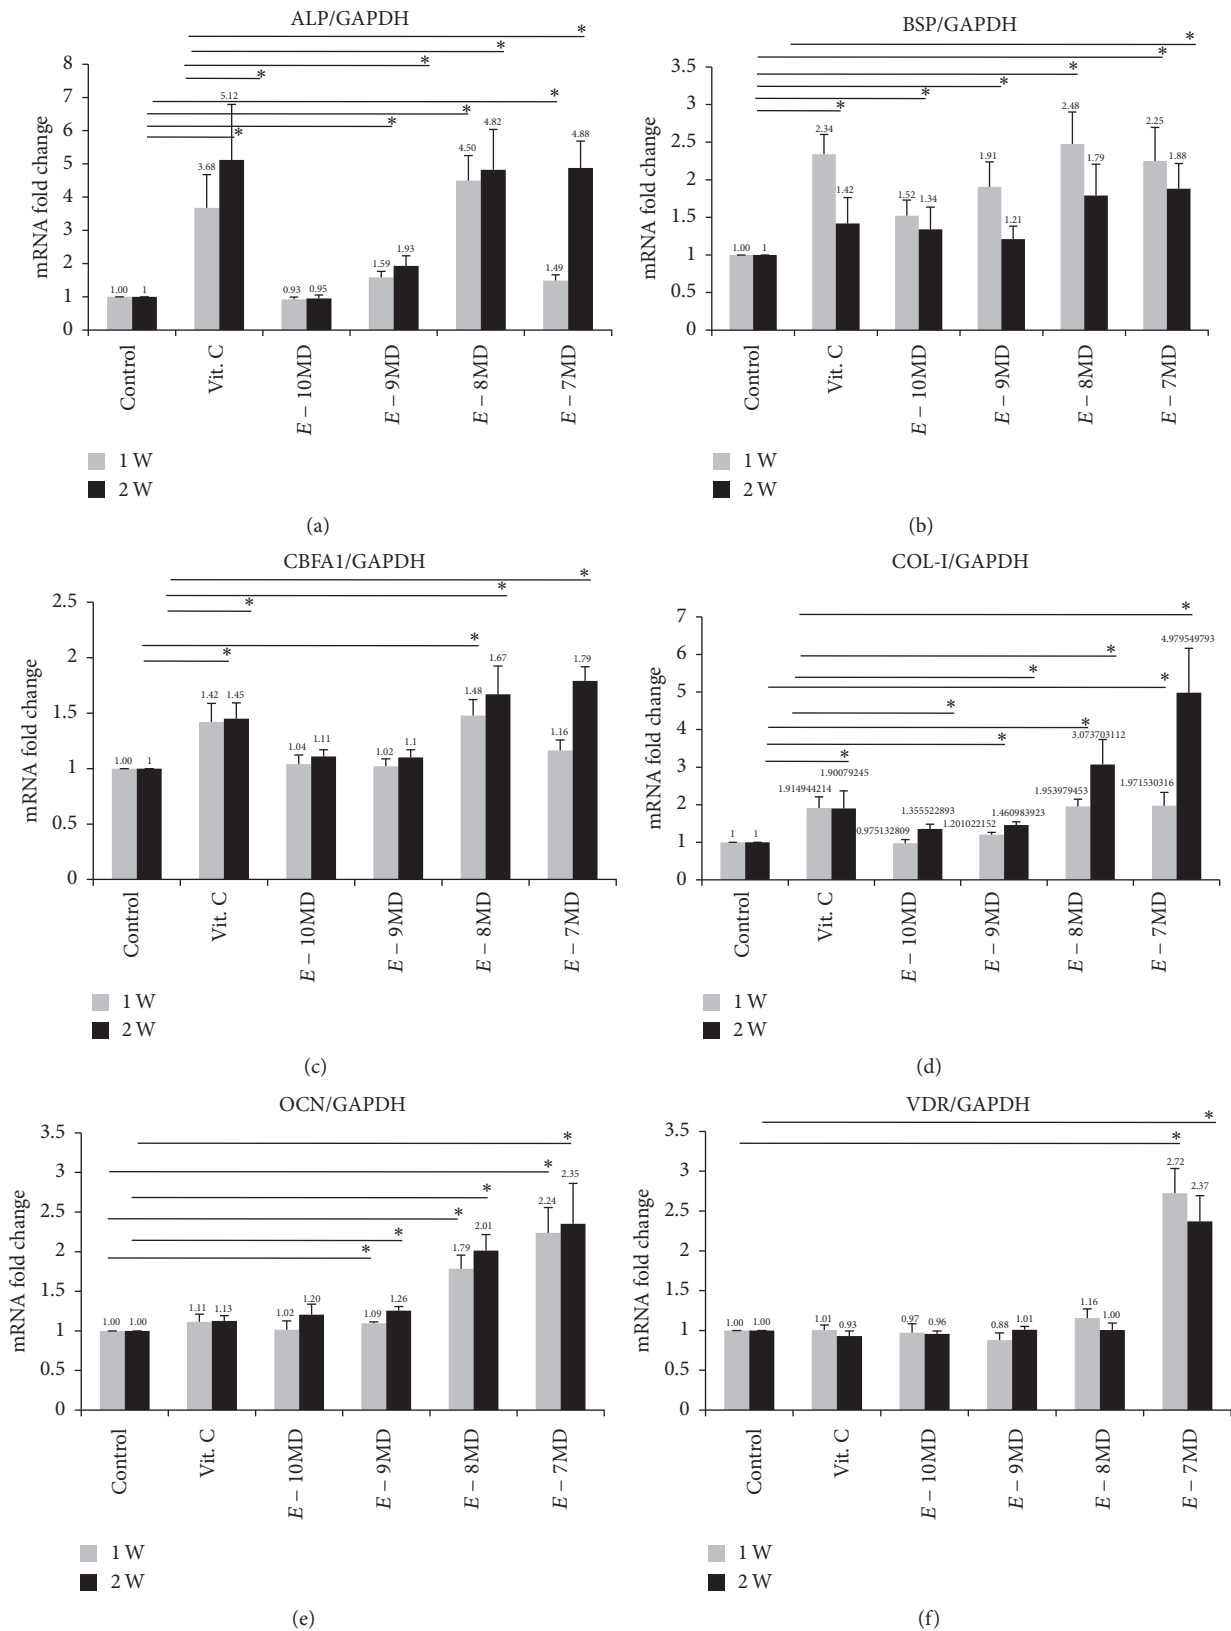 ALP/GAPDH
mRNA fold change
8
7
6
5
4
3
2
1
0
* * * * * * * *
1.00 1 3.68 5.12 0.93 0.95 1.59 1.93 4.50 4.82 1.49 4.88
Control Vit. C E − 10MD E − 9MD E − 8MD E − 7MD
1 W
2 W
(a)
BSP/GAPDH
mRNA fold change
3.5
3
2.5
2
1.5
1
0.5
0
* * * * * *
1.00 1 2.34 1.42 1.52 1.34 1.91 1.21 2.48 1.79 2.25 1.88
Control Vit. C E − 10MD E − 9MD E − 8MD E − 7MD
1 W
2 W
(b)
CBFA1/GAPDH
mRNA fold change
2.5
2
1.5
1
0.5
0
* * * * *
1.00 1 1.42 1.45 1.04 1.11 1.02 1.1 1.48 1.67 1.16 1.79
Control Vit. C E − 10MD E − 9MD E − 8MD E − 7MD
1 W
2 W
(c)
COL-I/GAPDH
mRNA fold change
7
6
5
4
3
2
1
0
* * * * * * * *
1 1 1.914944214 1.90079245 0.975132809 1.355522893 1.201022152 1.460983923 1.953979453 3.073703112 1.971530316 4.979549793
Control Vit. C E − 10MD E − 9MD E − 8MD E − 7MD
1 W
2 W
(d)
OCN/GAPDH
mRNA fold change
3.5
3
2.5
2
1.5
1
0.5
0
* * * * * *
1.00 1.00 1.11 1.13 1.02 1.20 1.09 1.26 1.79 2.01 2.24 2.35
Control Vit. C E − 10MD E − 9MD E − 8MD E − 7MD
1 W
2 W
(e)
VDR/GAPDH
mRNA fold change
3.5
3
2.5
2
1.5
1
0.5
0
* *
1.00 1.00 1.01 0.93 0.97 0.96 0.88 1.01 1.16 1.00 2.72 2.37
Control Vit. C E − 10MD E − 9MD E − 8MD E − 7MD
1 W
2 W
(f)